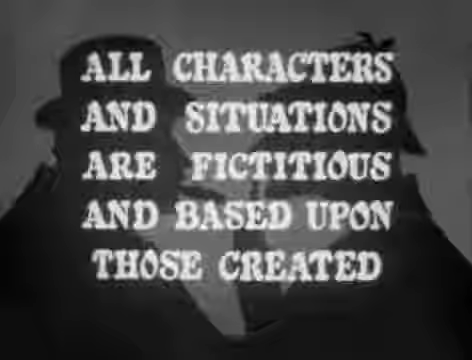 ALL CHARACTERS
AND SITUATIONS
ARE FICTITIOUS
AND BASED UPON
THOSE CREATED